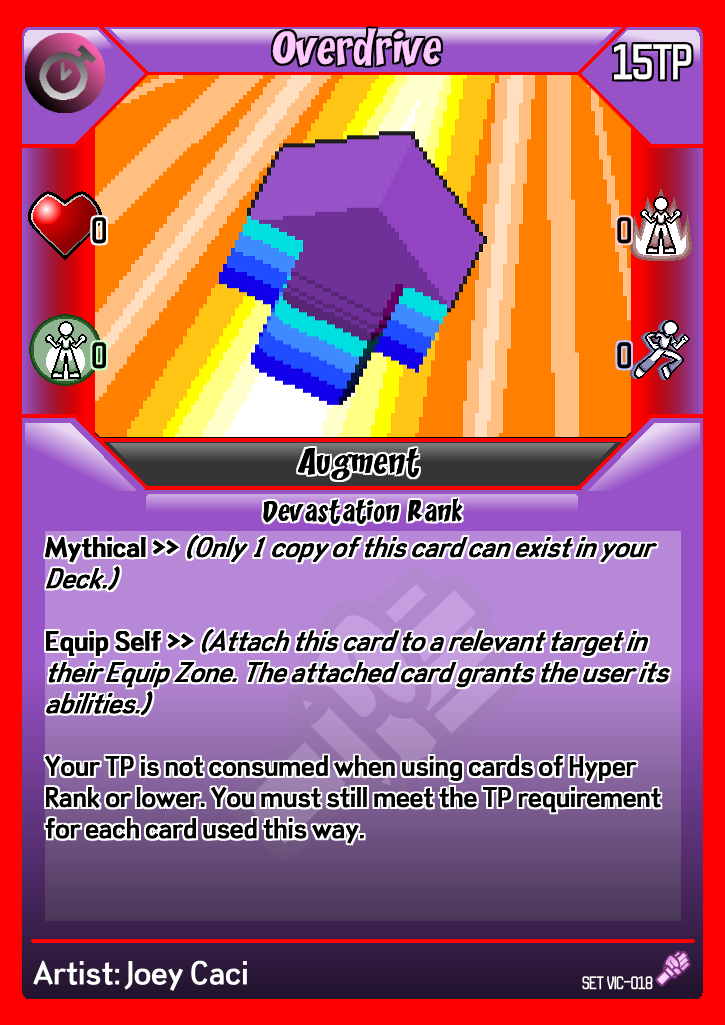 Overdrive
15TP
0
0
0
0
Augment
Devastation Rank
Mythical >> (Only 1 copy of this card can exist in your
Deck.)
Equip Self >> (Attach this card to a relevant target in
their Equip Zone. The attached card grants the user its
abilities.)
Your TP is not consumed when using cards of Hyper
Rank or lower. You must still meet the TP requirement
for each card used this way.
Artist: Joey Caci
SET VIC-018